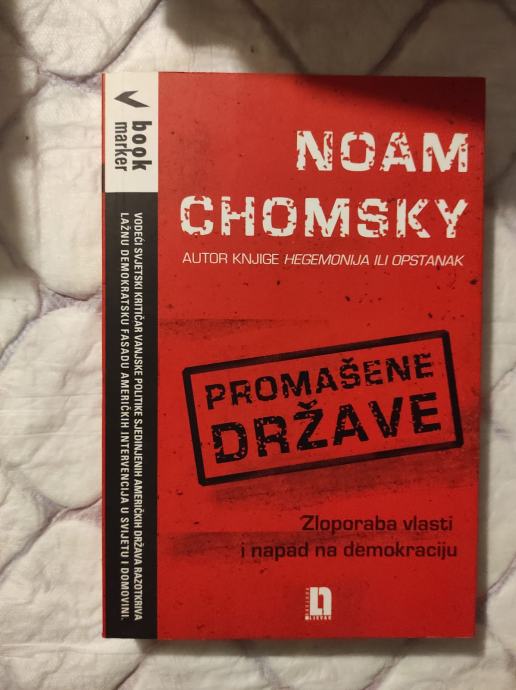 book
marker
VODEĆI SVJETSKI KRITIČAR VANJSKE POLITIKE SJEDINJENIH AMERIČKIH DRŽAVA RAZOTKRIVA
LAŽNU DEMOKRATSKU FASADU AMERIČKIH INTERVENCIJA U SVIJETU I DOMOVINI.
NOAM
CHOMSKY
AUTOR KNJIGE HEGEMONIJA ILI OPSTANAK
PROMAŠENE
DRŽAVE
Zloporaba vlasti
i napad na demokraciju